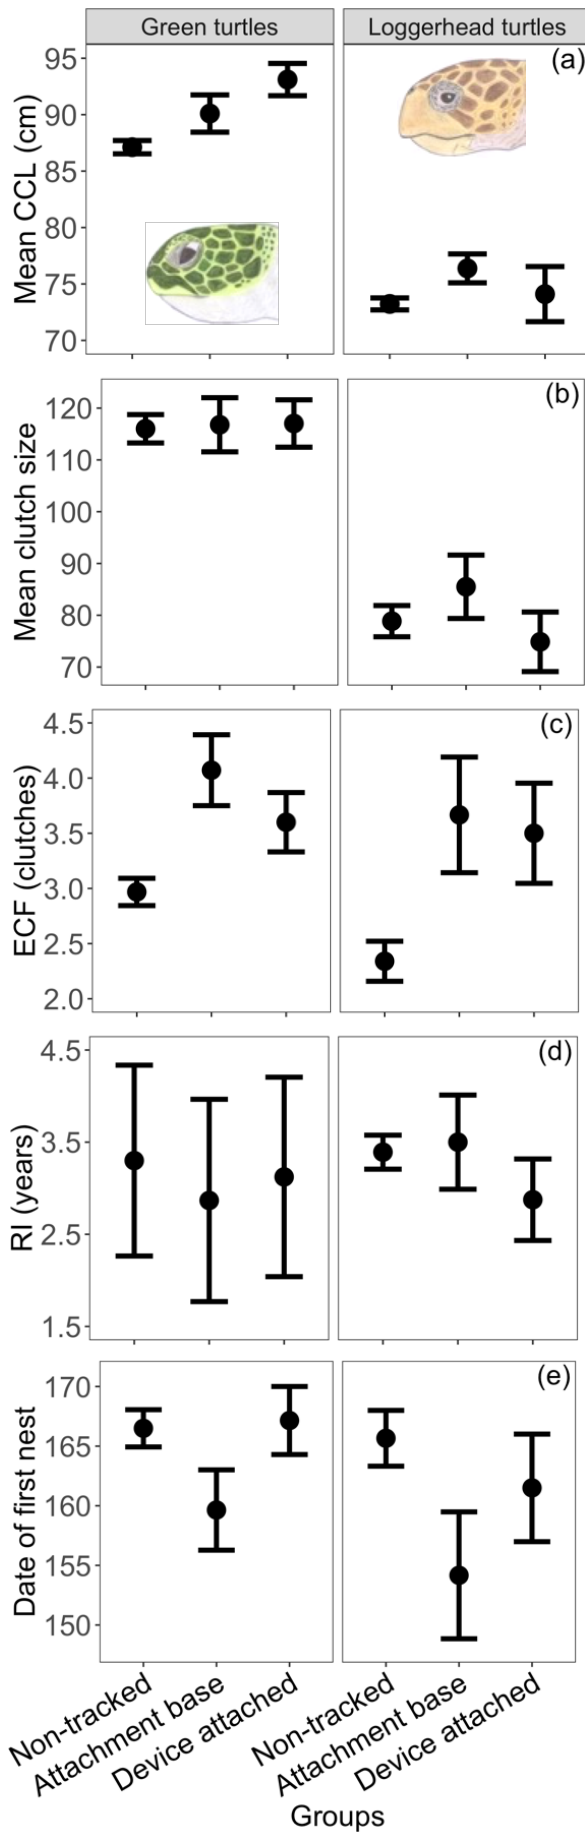 Green turtles
Loggerhead turtles
(a)
Mean CCL (cm)
95
90
85
80
75
70
(b)
Mean clutch size
120
110
100
90
80
70
(c)
ECF (clutches)
4.5
4.0
3.5
3.0
2.5
2.0
(d)
RI (years)
4.5
3.5
2.5
1.5
(e)
Date of first nest
170
165
160
155
150
Non-tracked
Attachment base
Device attached
Non-tracked
Attachment base
Device attached
Groups